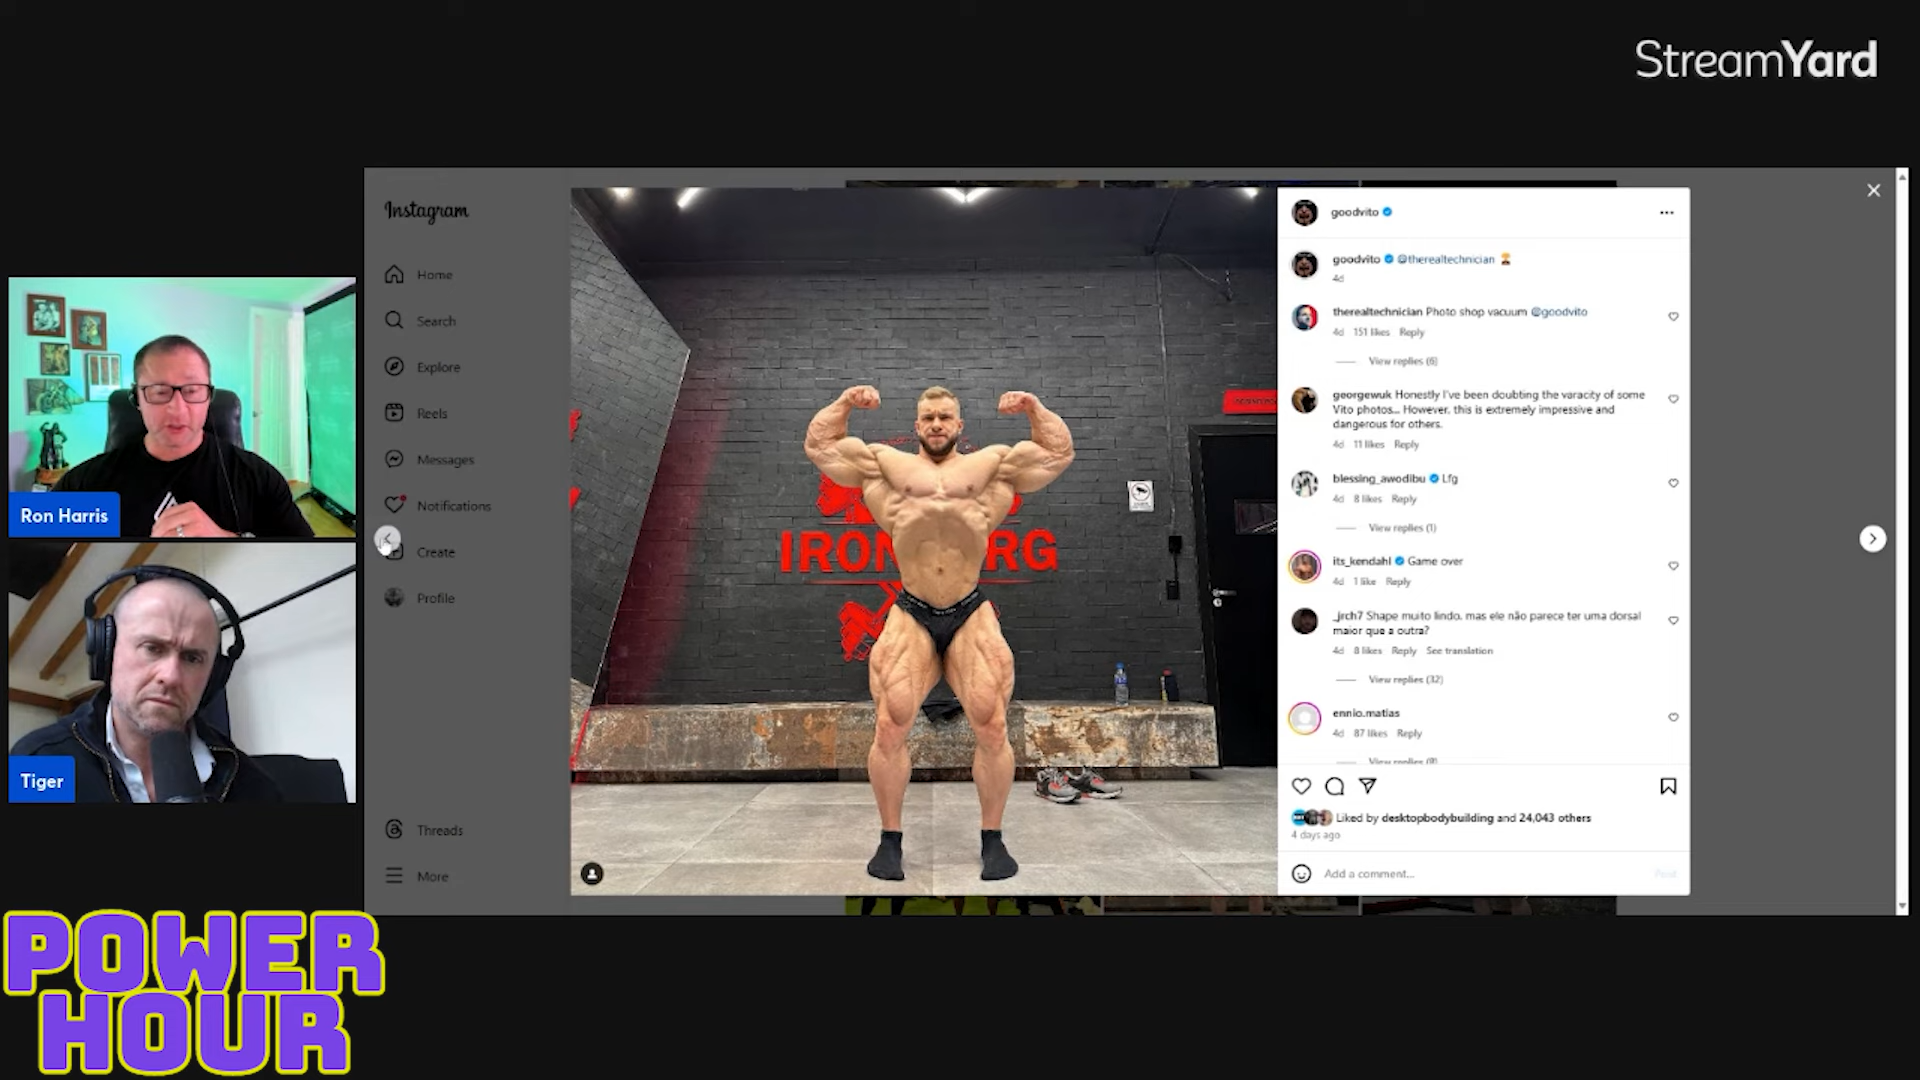 StreamYard
Instagram
Home
Search
Explore
Reels
Messages
Notifications
Create
Profile
Threads
More
Ron Harris
Tiger
POWER
HOUR
IRON RG
goodvito
goodvito @therealtechnician
4d
therealtechnician Photo shop vacuum @goodvito
4d 151 likes Reply
View replies (6)
georgewuk Honestly I've been doubting the varacity of some
Vito photos... However, this is extremely impressive and
dangerous for others.
4d 11 likes Reply
blessing_awodibu Lfg
4d 8 likes Reply
View replies (1)
its_kendahl Game over
4d 1 like Reply
_jrch7 Shape muito lindo. mas ele não parece ter uma dorsal
maior que a outra?
4d 8 likes Reply See translation
View replies (32)
ennio.matias
4d 87 likes Reply
View replies
Liked by desktopbodybuilding and 24,043 others
4 days ago
Add a comment...
Post